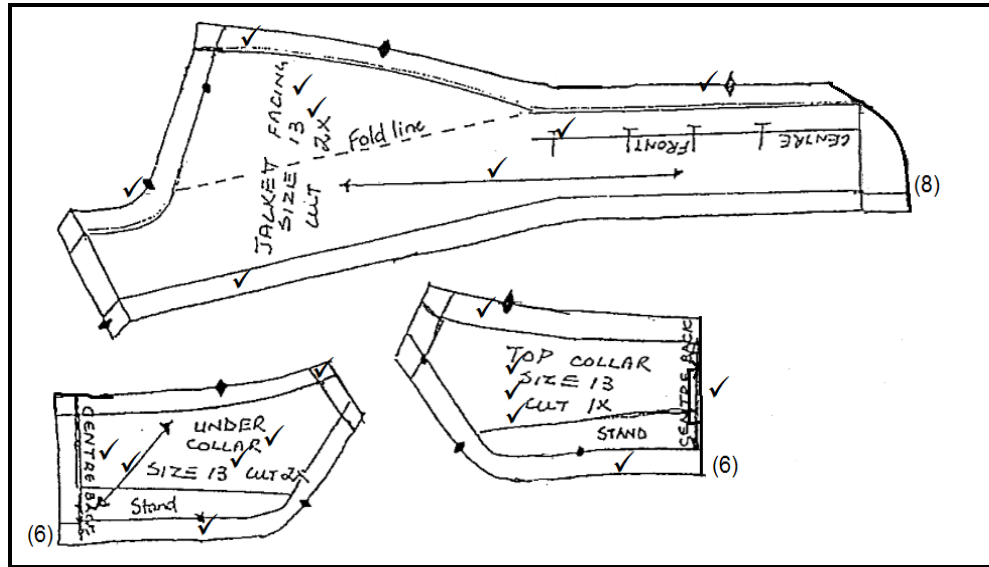 JACKET FACING
SIZE 13
CUT 2X
Fold line
CENTRE FRONT
(8)
TOP COLLAR
SIZE 13
CUT 1X
STAND
SENTRE BACK
(6)
UNDER
COLLAR
SIZE 13 CUT 2X
Stand
CENTRE BACK
(6)